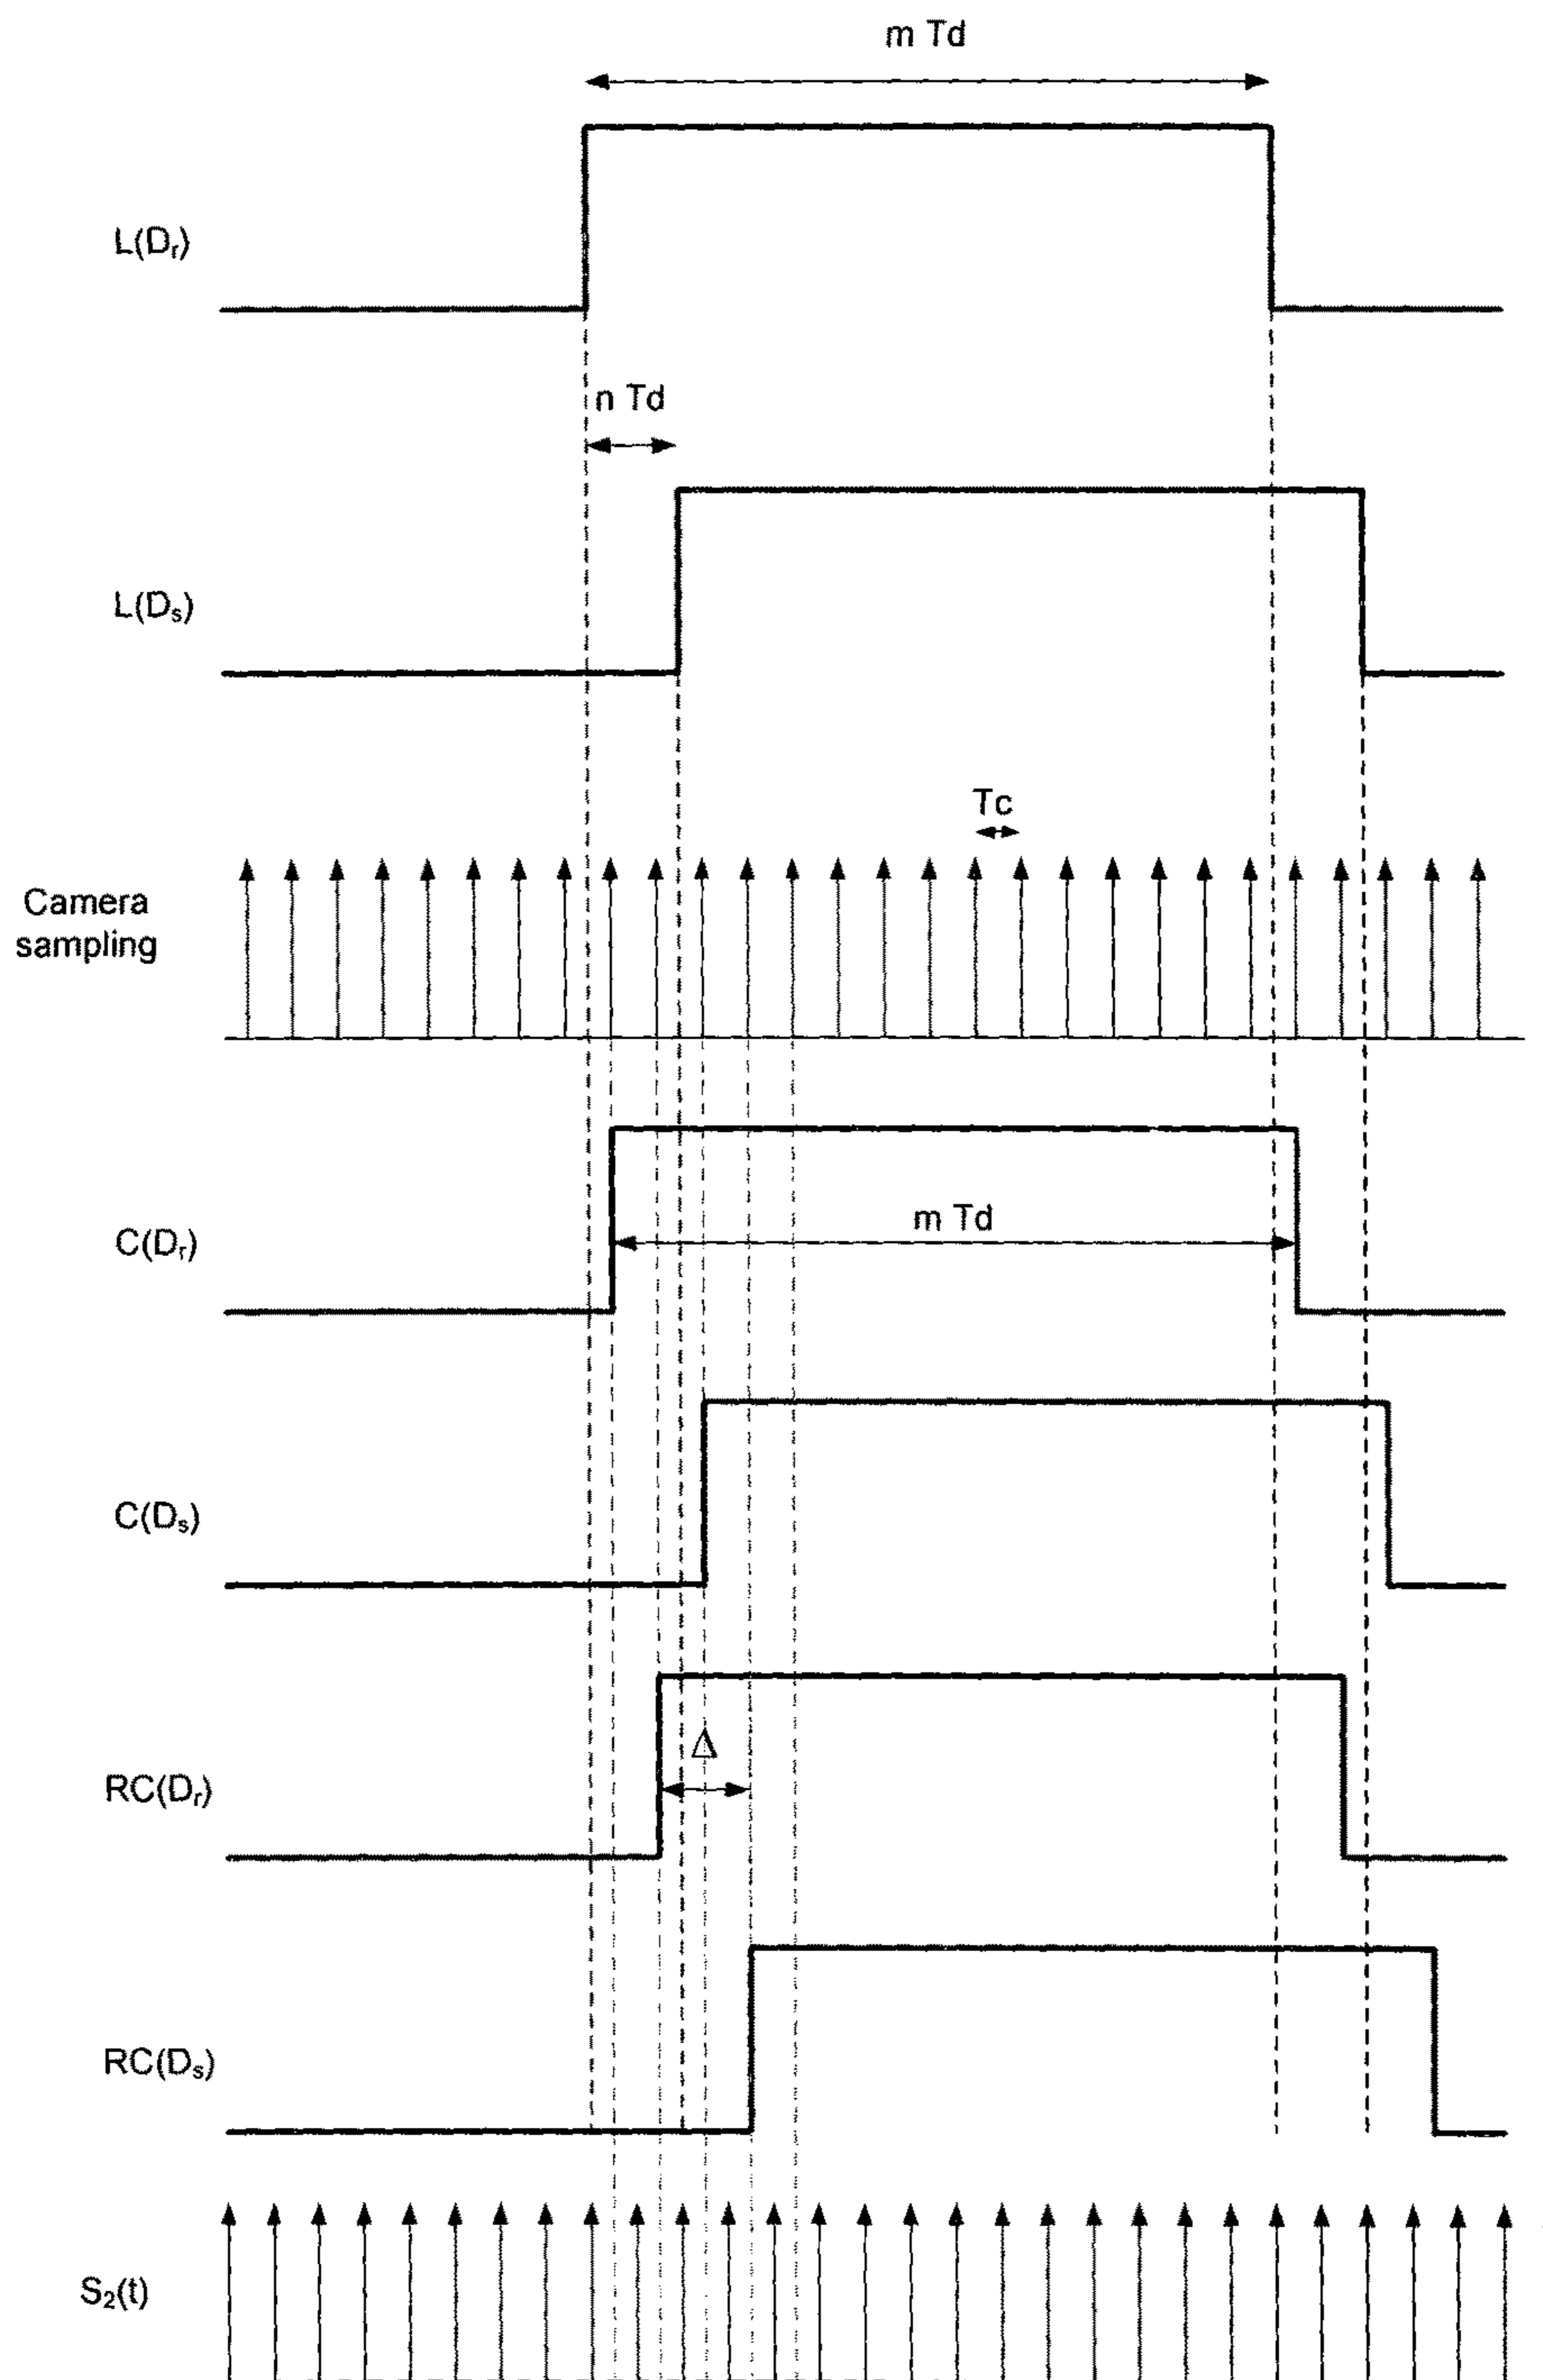 m Td
L(Dᵣ)
n Td
L(Dₛ)
Tc
Camera
sampling
m Td
C(Dᵣ)
C(Dₛ)
Δ
RC(Dᵣ)
RC(Dₛ)
S₂(t)